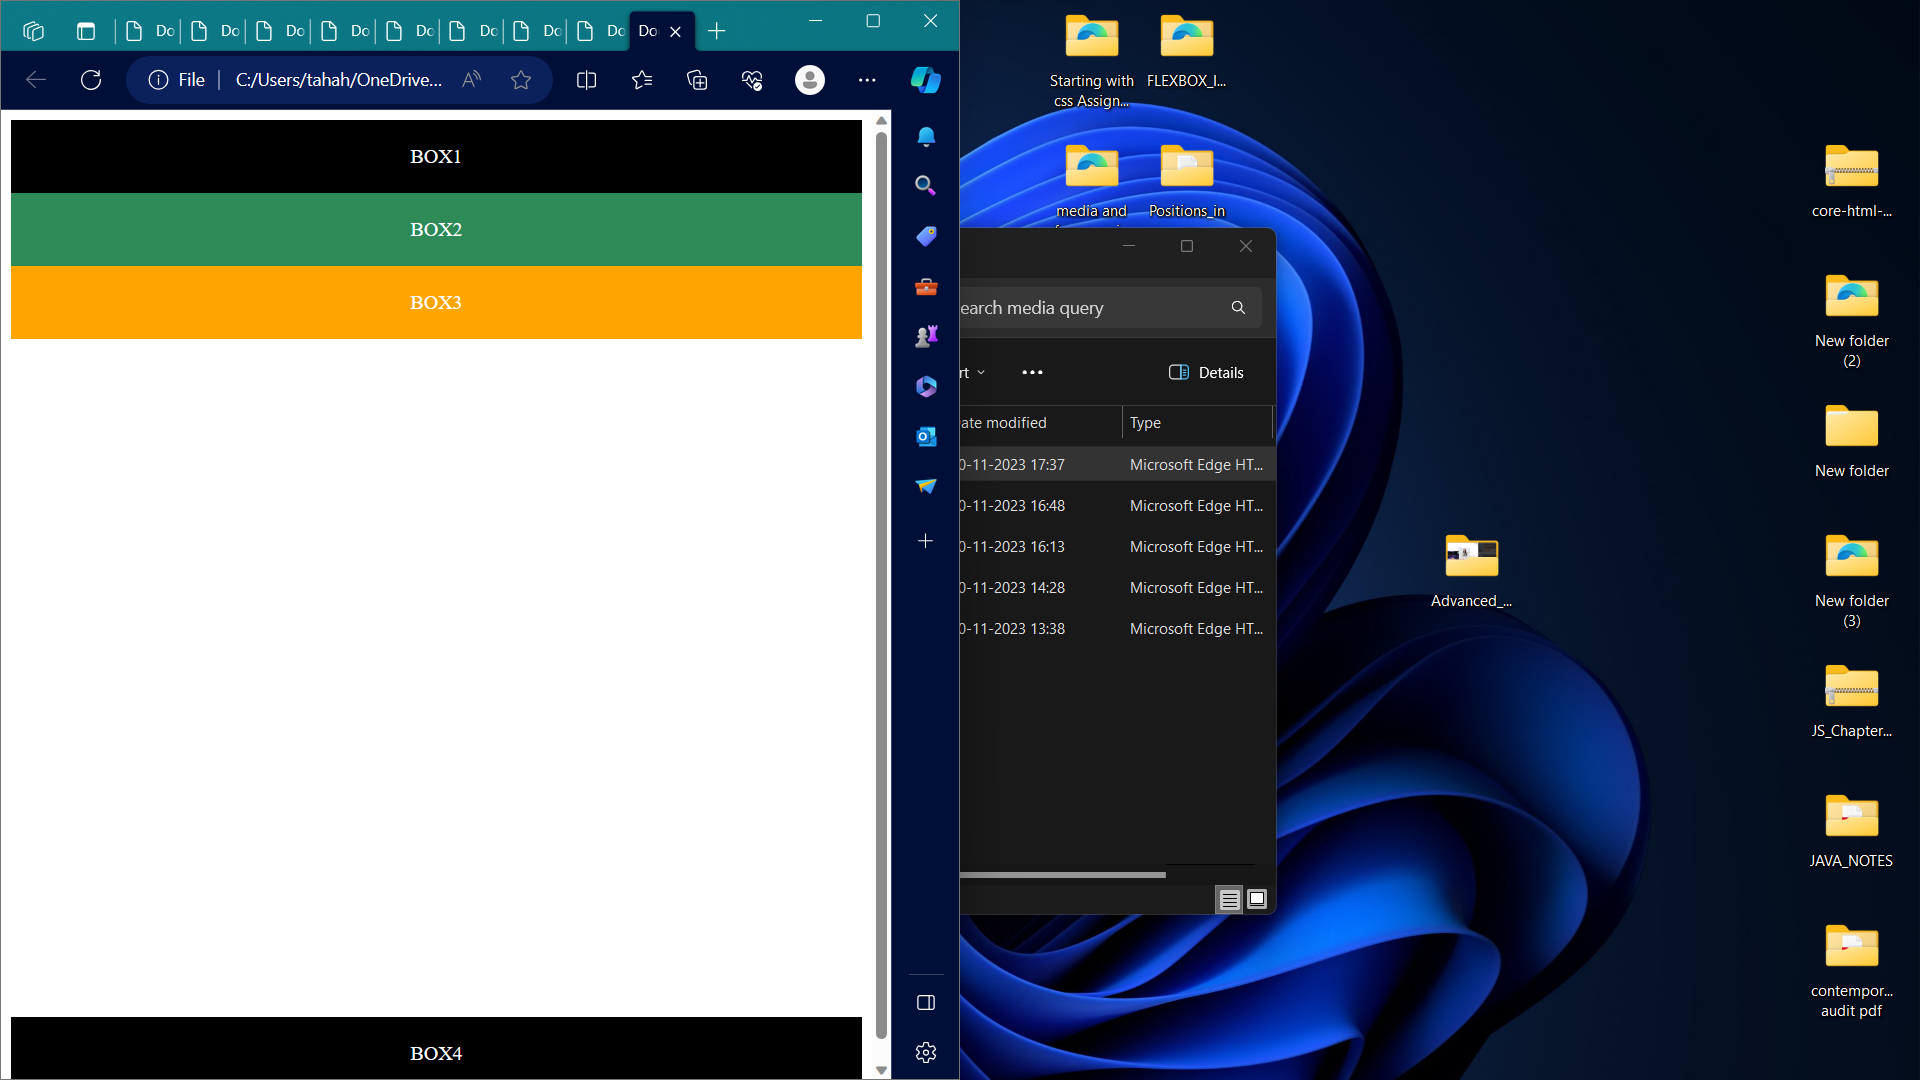 Do
Do
Do
Do
Do
Do
Do
Do
Do
File
C:/Users/tahah/OneDrive...
BOX1
BOX2
BOX3
BOX4
Starting with
css Assign...
FLEXBOX_I...
media and
Positions_in
earch media query
rt
Details
ate modified
Type
0-11-2023 17:37
Microsoft Edge HT...
0-11-2023 16:48
Microsoft Edge HT...
0-11-2023 16:13
Microsoft Edge HT...
0-11-2023 14:28
Microsoft Edge HT...
0-11-2023 13:38
Microsoft Edge HT...
Advanced_...
core-html-...
New folder
(2)
New folder
New folder
(3)
JS_Chapter...
JAVA_NOTES
contempor...
audit pdf